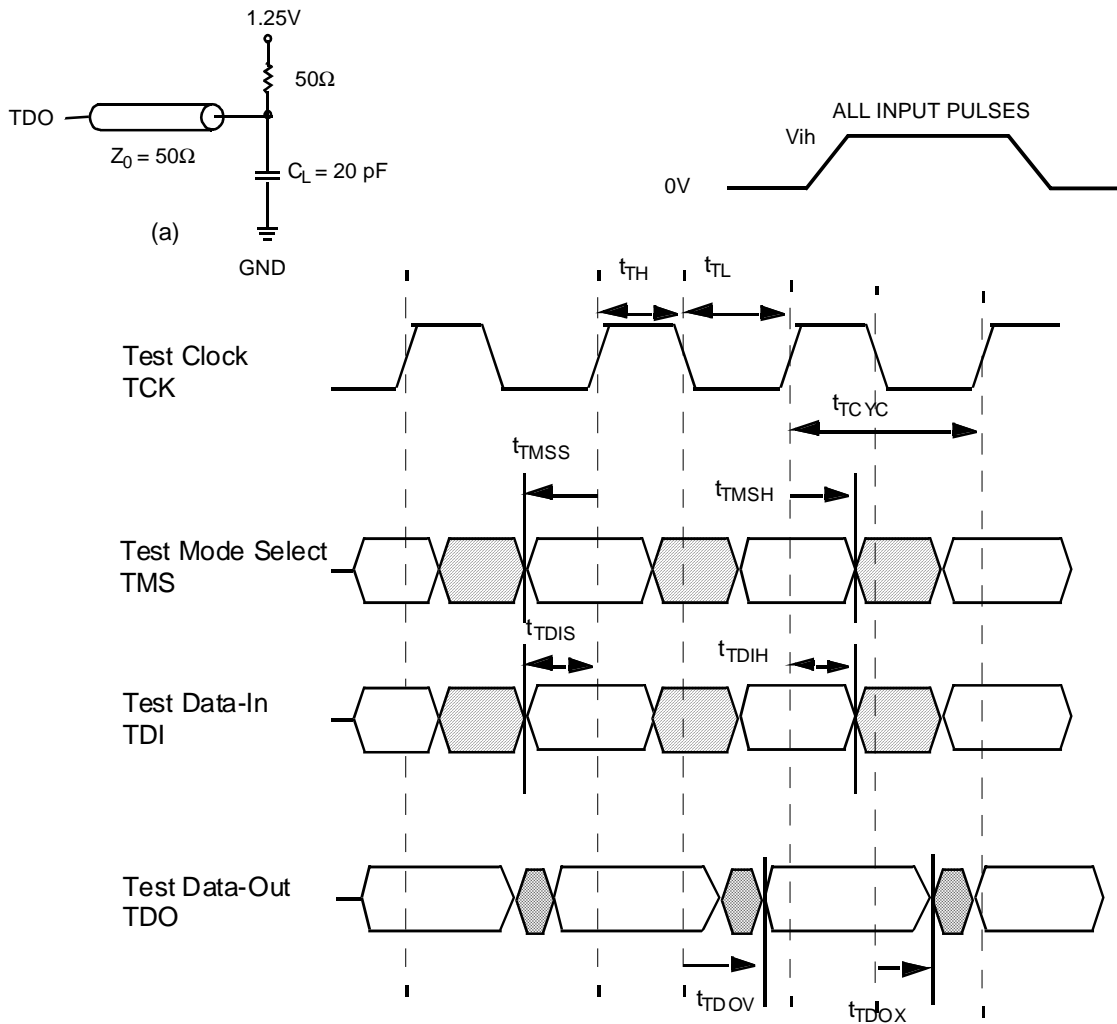 1.25V
50Ω
TDO
Z0 = 50Ω
CL = 20 pF
(a)
GND
ALL INPUT PULSES
Vih
0V
tTH
tTL
Test Clock
TCK
tTCYC
tTMSS
tTMSH
Test Mode Select
TMS
tTDIS
tTDIH
Test Data-In
TDI
Test Data-Out
TDO
tTDOV
tTDOX